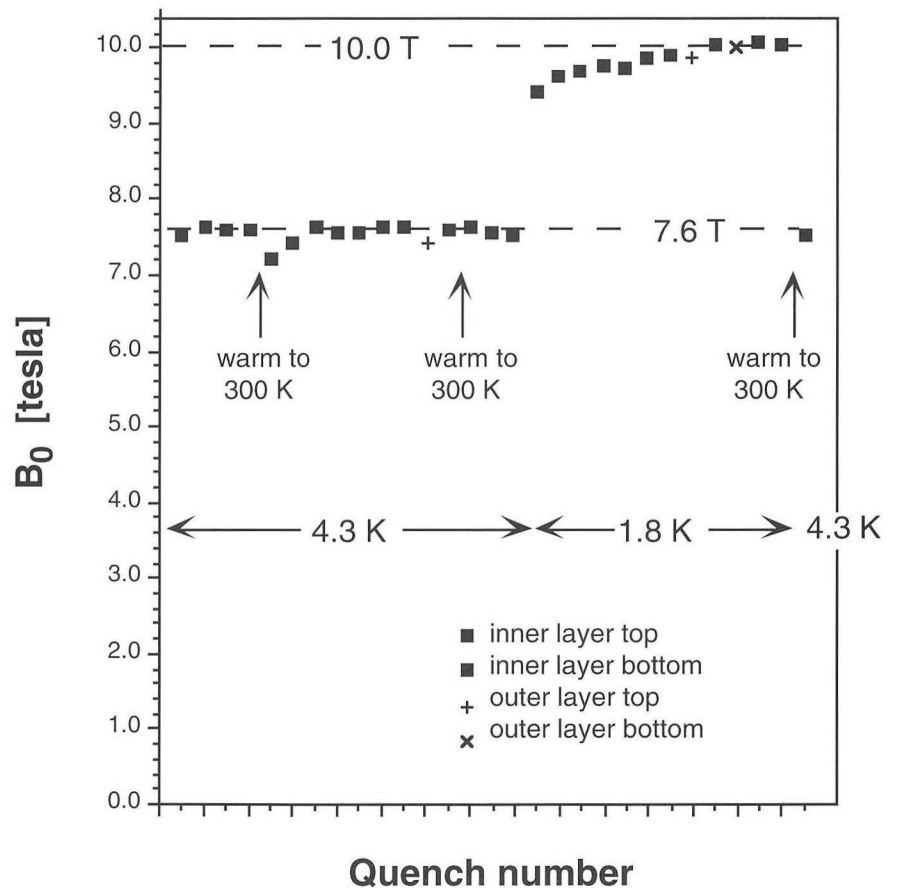 10.0
10.0 T
9.0
8.0
7.6 T
7.0
6.0
warm to
300 K
warm to
300 K
warm to
300 K
5.0
B0 [tesla]
4.0
4.3 K
1.8 K
4.3 K
3.0
inner layer top
inner layer bottom
outer layer top
outer layer bottom
2.0
1.0
0.0
Quench number